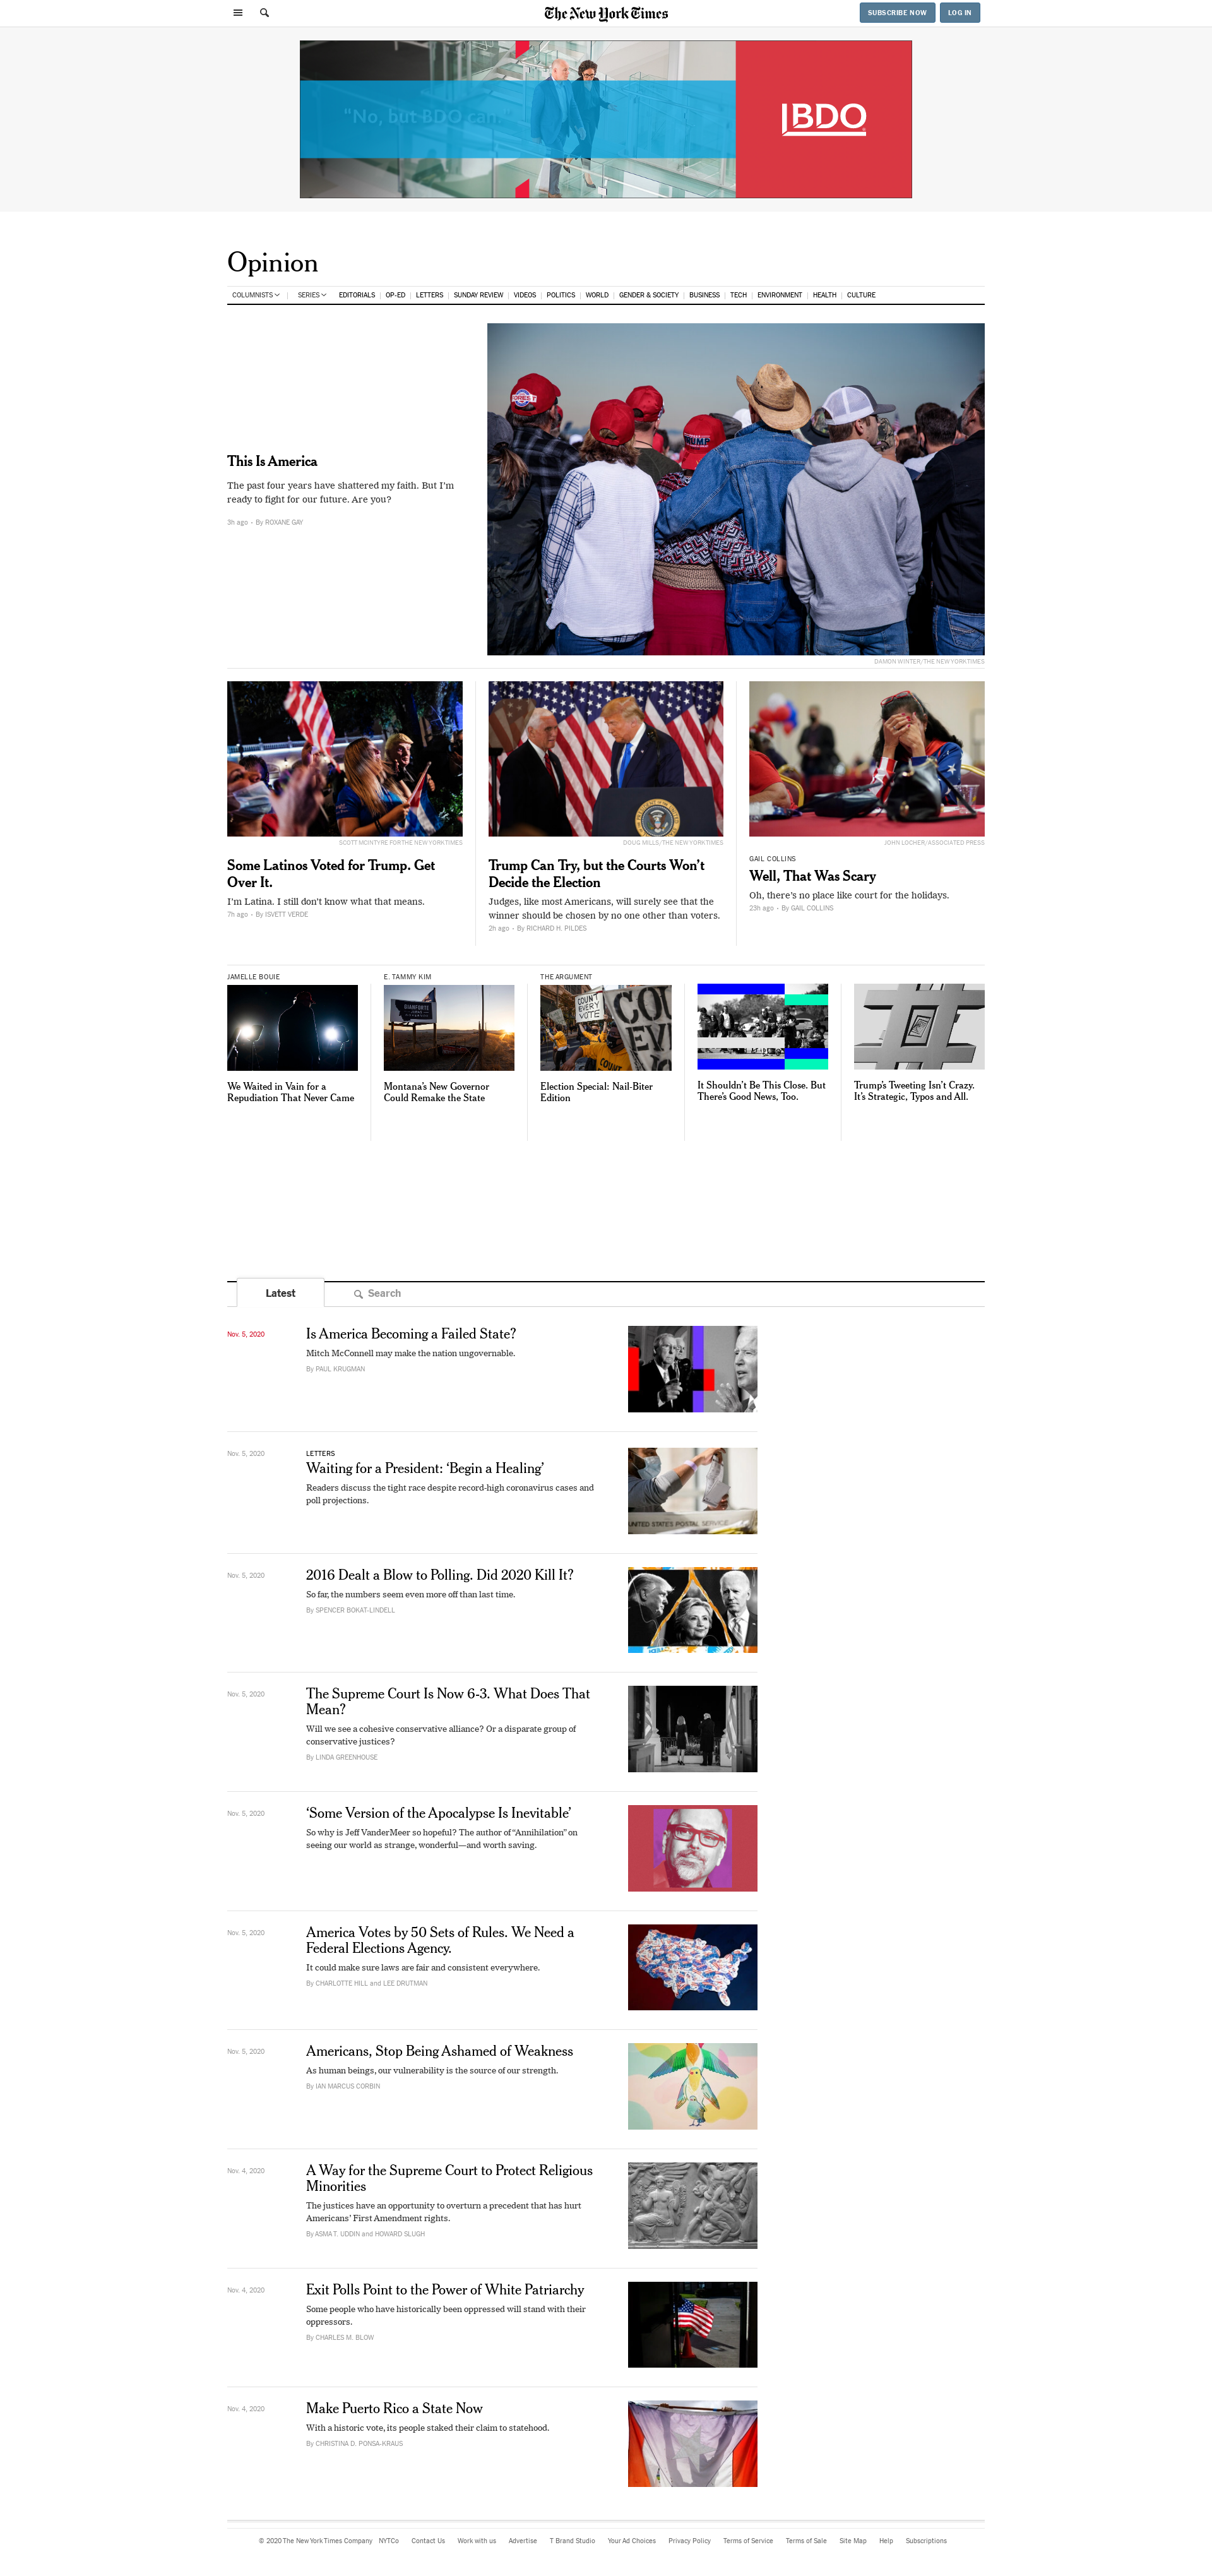 The New York Times
SUBSCRIBE NOW
LOG IN
"No, but BDO can."
BDO
Opinion
COLUMNISTS
SERIES
EDITORIALS
OP-ED
LETTERS
SUNDAY REVIEW
VIDEOS
POLITICS
WORLD
GENDER & SOCIETY
BUSINESS
TECH
ENVIRONMENT
HEALTH
CULTURE
This Is America
The past four years have shattered my faith. But I'm
ready to fight for our future. Are you?
3h ago • By ROXANE GAY
TRUMP
DAMON WINTER/THE NEW YORK TIMES
SCOTT MCINTYRE FOR THE NEW YORK TIMES
Some Latinos Voted for Trump. Get
Over It.
I'm Latina. I still don't know what that means.
7h ago • By ISVETT VERDE
DOUG MILLS/THE NEW YORK TIMES
Trump Can Try, but the Courts Won't
Decide the Election
Judges, like most Americans, will surely see that the
winner should be chosen by no one other than voters.
2h ago • By RICHARD H. PILDES
JOHN LOCHER/ASSOCIATED PRESS
GAIL COLLINS
Well, That Was Scary
Oh, there's no place like court for the holidays.
23h ago • By GAIL COLLINS
JAMELLE BOUIE
We Waited in Vain for a
Repudiation That Never Came
E. TAMMY KIM
GIANFORTE
Montana's New Governor
Could Remake the State
THE ARGUMENT
COUNT
EVERY
VOTE
Election Special: Nail-Biter
Edition
It Shouldn't Be This Close. But
There's Good News, Too.
Trump's Tweeting Isn't Crazy.
It's Strategic, Typos and All.
Latest
Search
Nov. 5, 2020
Is America Becoming a Failed State?
Mitch McConnell may make the nation ungovernable.
By PAUL KRUGMAN
Nov. 5, 2020
LETTERS
Waiting for a President: 'Begin a Healing'
Readers discuss the tight race despite record-high coronavirus cases and
poll projections.
UNITED STATES POSTAL SERVICE
Nov. 5, 2020
2016 Dealt a Blow to Polling. Did 2020 Kill It?
So far, the numbers seem even more off than last time.
By SPENCER BOKAT-LINDELL
Nov. 5, 2020
The Supreme Court Is Now 6-3. What Does That
Mean?
Will we see a cohesive conservative alliance? Or a disparate group of
conservative justices?
By LINDA GREENHOUSE
Nov. 5, 2020
'Some Version of the Apocalypse Is Inevitable'
So why is Jeff VanderMeer so hopeful? The author of "Annihilation" on
seeing our world as strange, wonderful—and worth saving.
Nov. 5, 2020
America Votes by 50 Sets of Rules. We Need a
Federal Elections Agency.
It could make sure laws are fair and consistent everywhere.
By CHARLOTTE HILL and LEE DRUTMAN
Nov. 5, 2020
Americans, Stop Being Ashamed of Weakness
As human beings, our vulnerability is the source of our strength.
By IAN MARCUS CORBIN
Nov. 4, 2020
A Way for the Supreme Court to Protect Religious
Minorities
The justices have an opportunity to overturn a precedent that has hurt
Americans' First Amendment rights.
By ASMA T. UDDIN and HOWARD SLUGH
Nov. 4, 2020
Exit Polls Point to the Power of White Patriarchy
Some people who have historically been oppressed will stand with their
oppressors.
By CHARLES M. BLOW
Nov. 4, 2020
Make Puerto Rico a State Now
With a historic vote, its people staked their claim to statehood.
By CHRISTINA D. PONSA-KRAUS
© 2020 The New York Times Company
NYTCo
Contact Us
Work with us
Advertise
T Brand Studio
Your Ad Choices
Privacy Policy
Terms of Service
Terms of Sale
Site Map
Help
Subscriptions